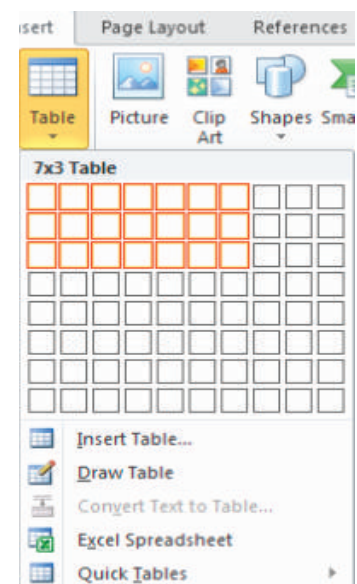 nsert Page Layout References
Table Picture Clip Art Shapes Sma
7x3 Table
Insert Table...
Draw Table
Convert Text to Table...
Excel Spreadsheet
Quick Tables